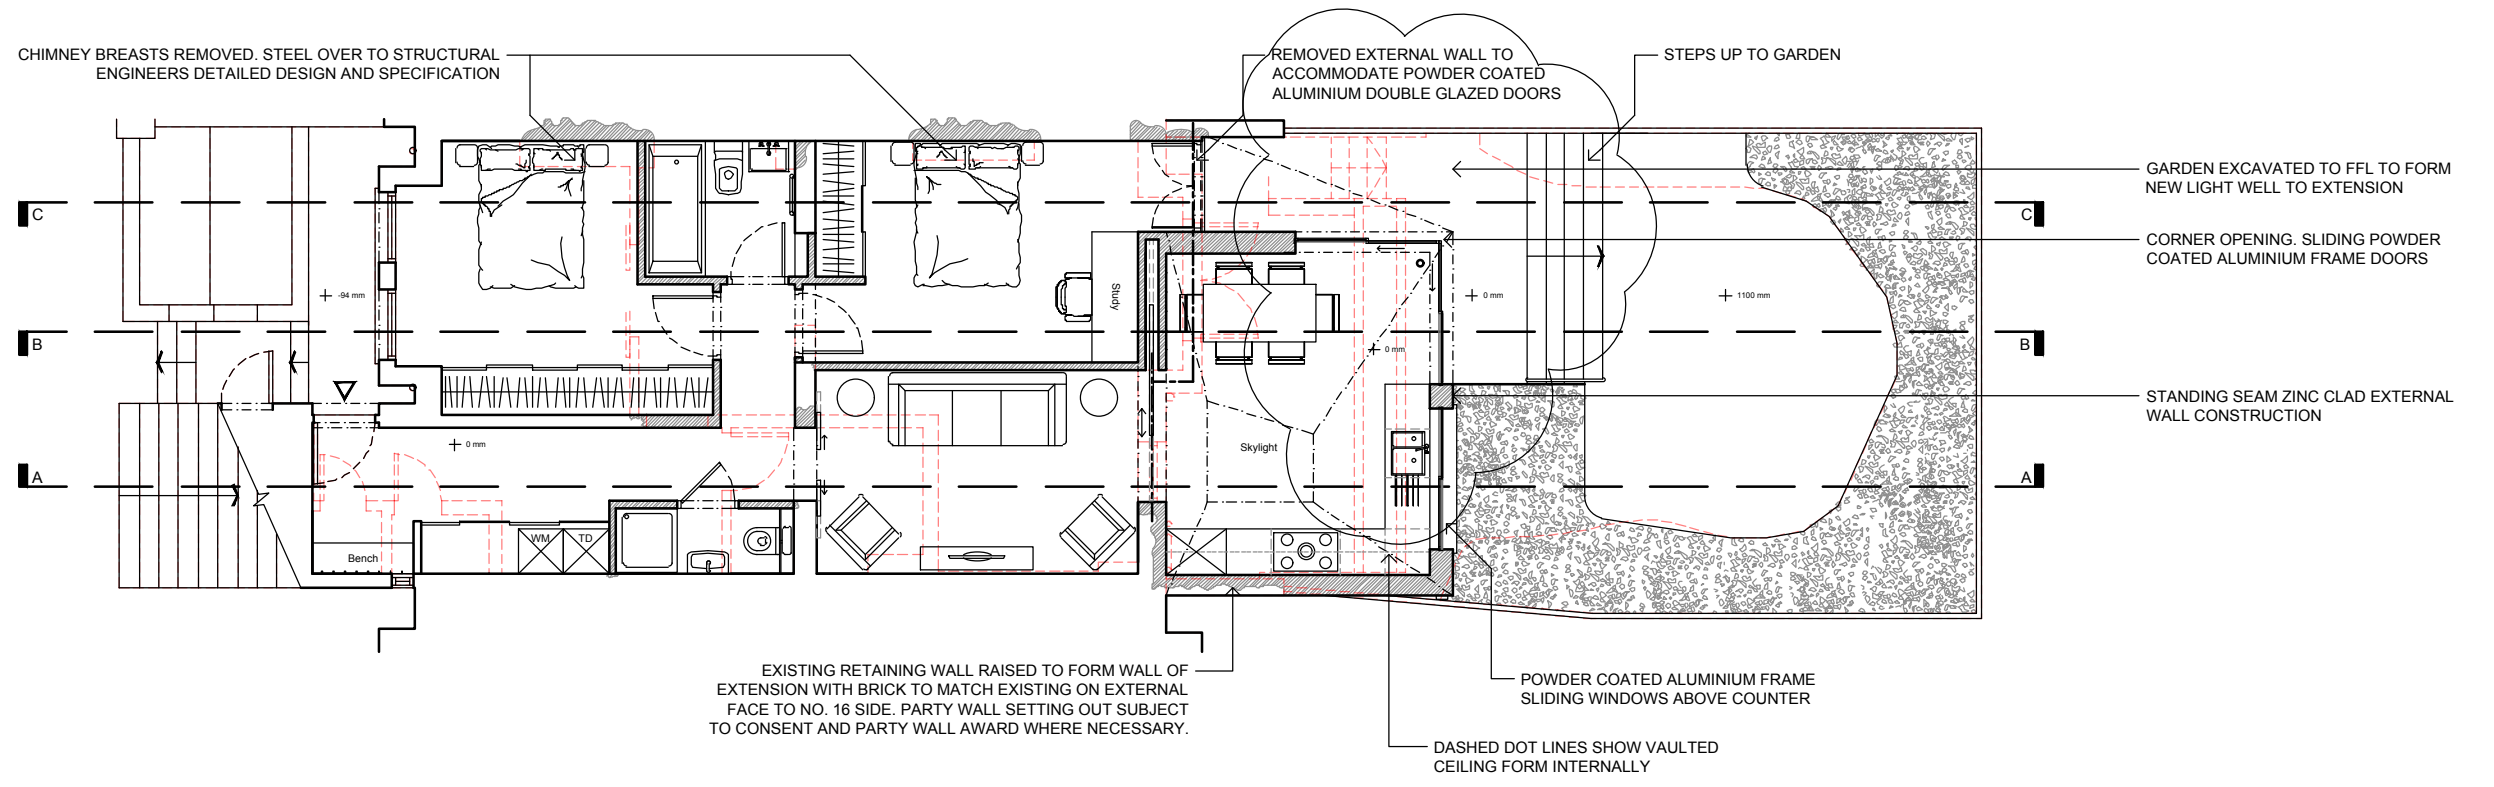 CHIMNEY BREASTS REMOVED. STEEL OVER TO STRUCTURAL
ENGINEERS DETAILED DESIGN AND SPECIFICATION
REMOVED EXTERNAL WALL TO
ACCOMMODATE POWDER COATED
ALUMINIUM DOUBLE GLAZED DOORS
STEPS UP TO GARDEN
GARDEN EXCAVATED TO FFL TO FORM
NEW LIGHT WELL TO EXTENSION
C
C
CORNER OPENING. SLIDING POWDER
COATED ALUMINIUM FRAME DOORS
-94 mm
Study
0 mm
1100 mm
B
0 mm
B
STANDING SEAM ZINC CLAD EXTERNAL
WALL CONSTRUCTION
0 mm
Skylight
A
A
WM
TD
Bench
EXISTING RETAINING WALL RAISED TO FORM WALL OF
EXTENSION WITH BRICK TO MATCH EXISTING ON EXTERNAL
FACE TO NO. 16 SIDE. PARTY WALL SETTING OUT SUBJECT
TO CONSENT AND PARTY WALL AWARD WHERE NECESSARY.
POWDER COATED ALUMINIUM FRAME
SLIDING WINDOWS ABOVE COUNTER
DASHED DOT LINES SHOW VAULTED
CEILING FORM INTERNALLY